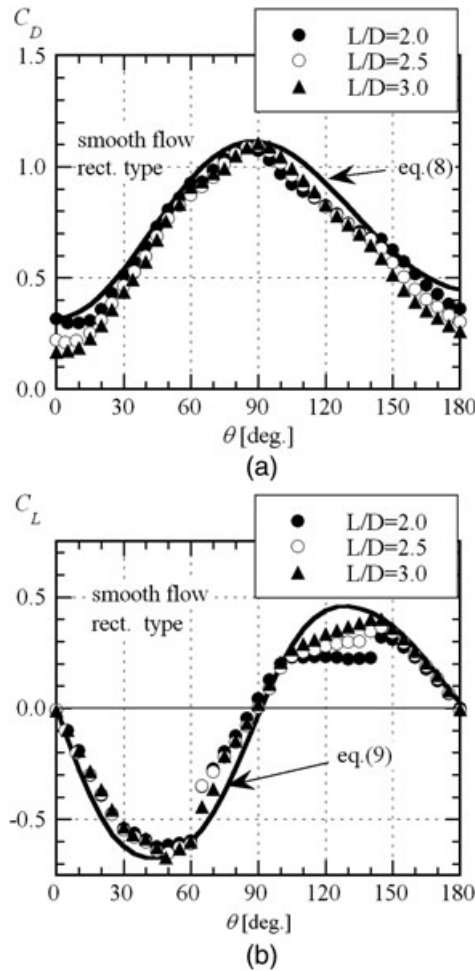 C_D
L/D=2.0
L/D=2.5
L/D=3.0
1.5
smooth flow
rect. type
1.0
eq.(8)
0.5
0.0
0 30 60 90 120 150 180
θ [deg.]
(a)
C_L
L/D=2.0
L/D=2.5
L/D=3.0
0.5
smooth flow
rect. type
0.0
eq.(9)
-0.5
0 30 60 90 120 150 180
θ [deg.]
(b)